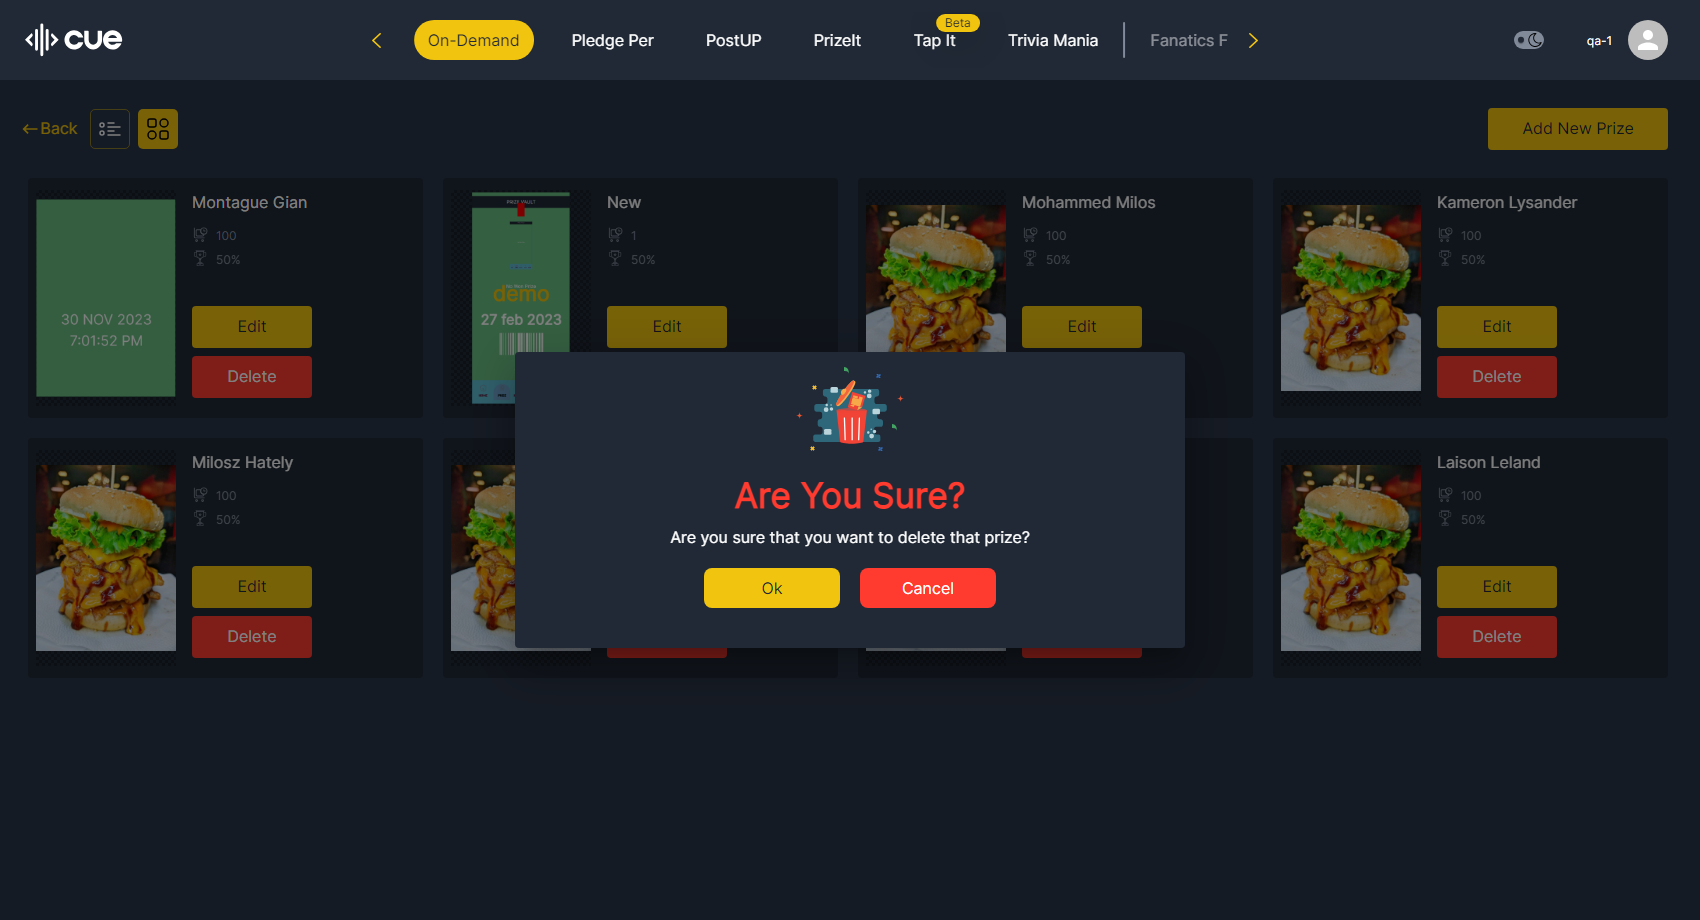 cue
On-Demand
Pledge Per
PostUP
PrizeIt
Tap It
Beta
Trivia Mania
Fanatics F
qa-1
Back
Add New Prize
30 NOV 2023
7:01:52 PM
Montague Gian
100
50%
Edit
Delete
PRIZE VAULT
demo
27 feb 2023
New
1
50%
Edit
Mohammed Milos
100
50%
Edit
Kameron Lysander
100
50%
Edit
Delete
Milosz Hately
100
50%
Edit
Delete
Are You Sure?
Are you sure that you want to delete that prize?
Ok
Cancel
Laison Leland
100
50%
Edit
Delete